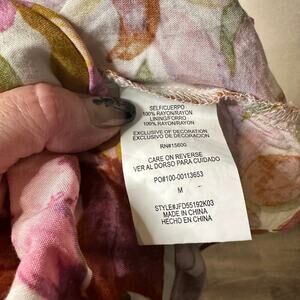 SELF/CUERPO
100% RAYON/RAYON
LINING/FORRO
100% RAYON/RAYON
EXCLUSIVE OF DECORATION
EXCLUSIVO DE DECORACIÓN
RN#15600
CARE ON REVERSE
VER AL DORSO PARA CUIDADO
PO#100-00113653
M
STYLE#JFD55192K03
MADE IN CHINA
HECHO EN CHINA